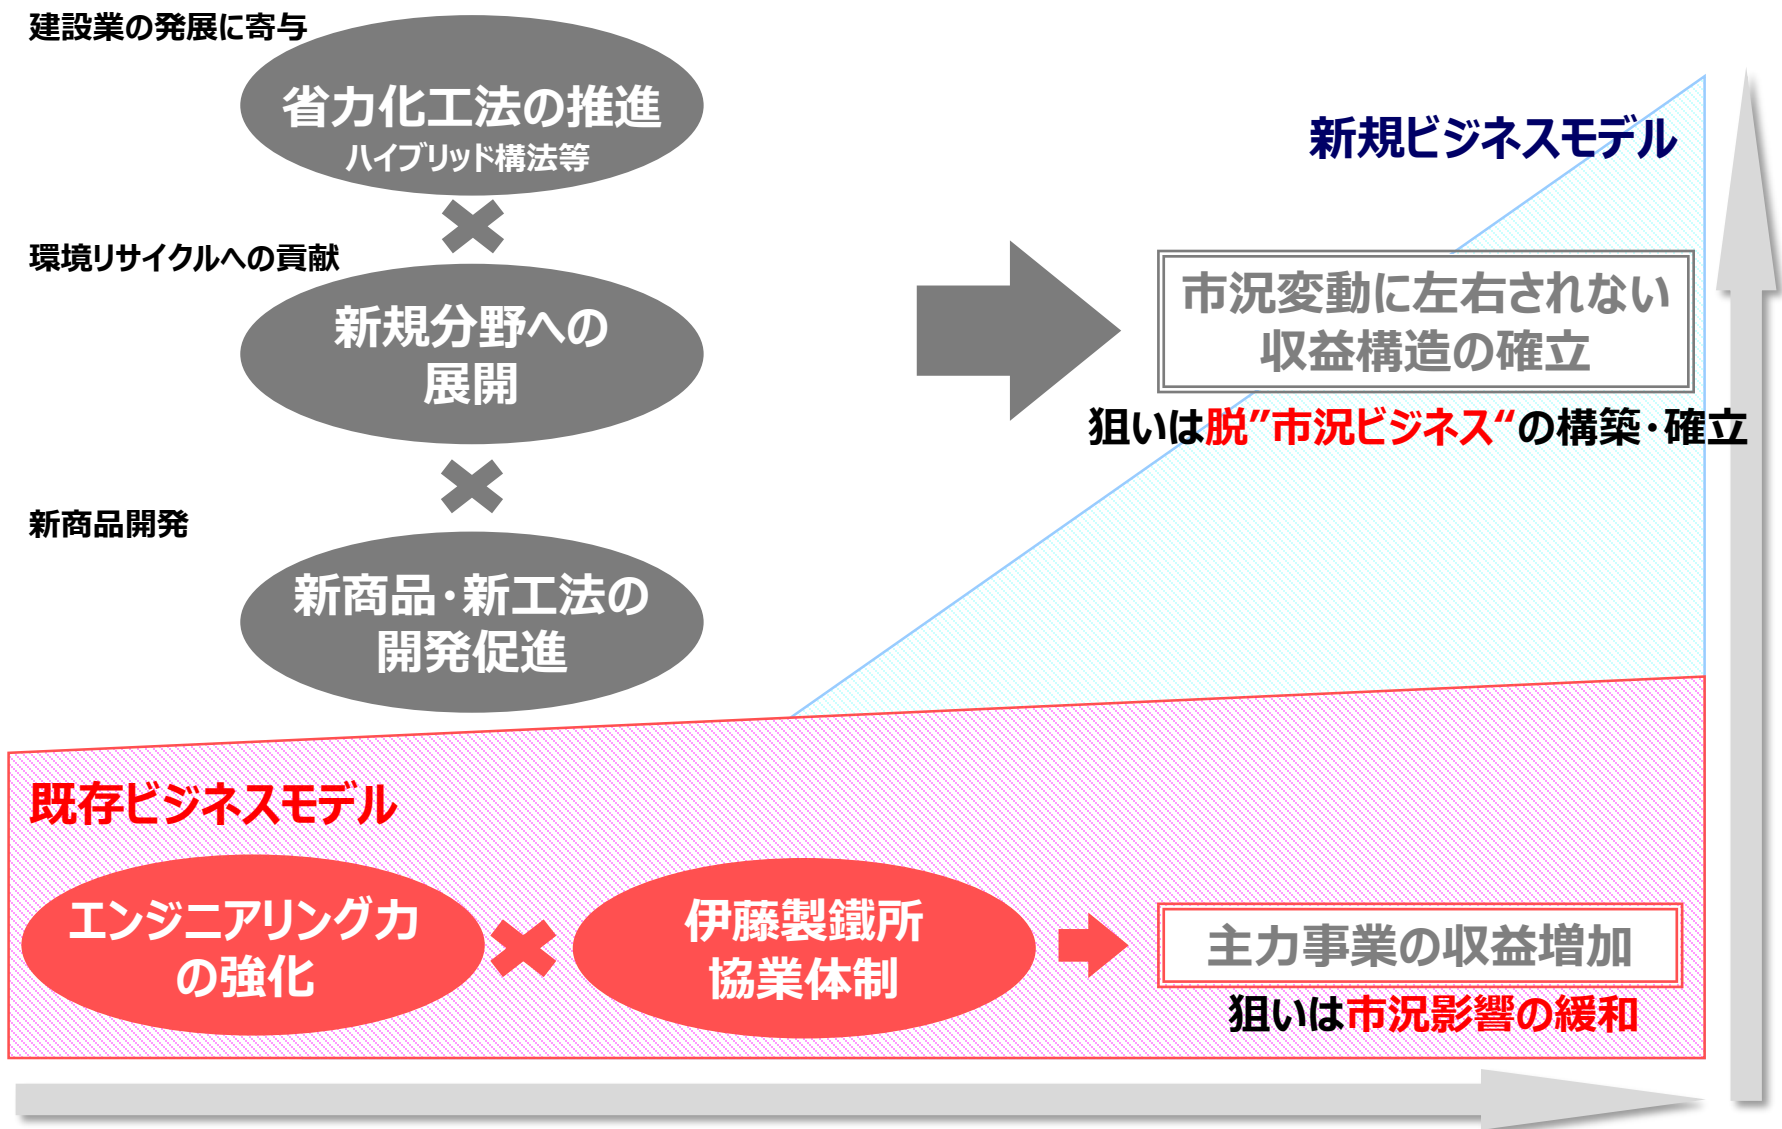 建設業の発展に寄与
省力化工法の推進
ハイブリッド構法等
環境リサイクルへの貢献
新規分野への
展開
新商品開発
新商品・新工法の
開発促進
新規ビジネスモデル
市況変動に左右されない
収益構造の確立
狙いは脱”市況ビジネス“の構築・確立
既存ビジネスモデル
エンジニアリング力
の強化
伊藤製鐵所
協業体制
主力事業の収益増加
狙いは市況影響の緩和